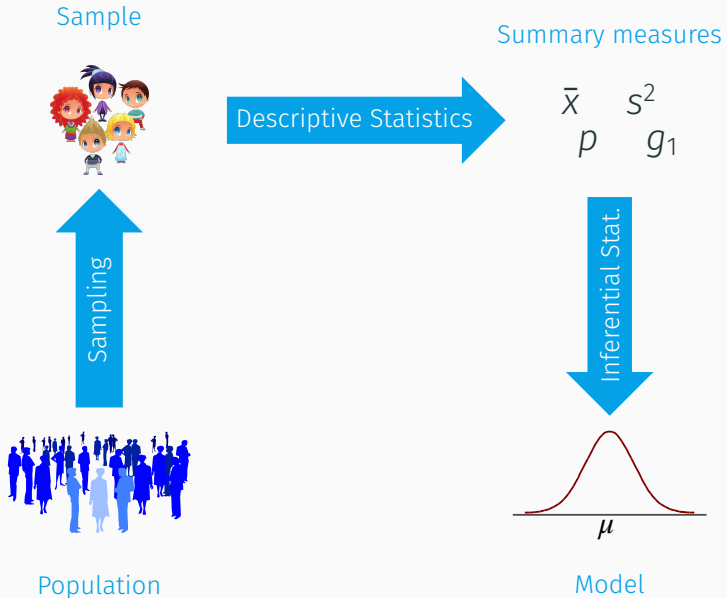 Sample
Summary measures
Descriptive Statistics
x̄ s²
p g₁
Sampling
Inferential Stat.
μ
Population
Model